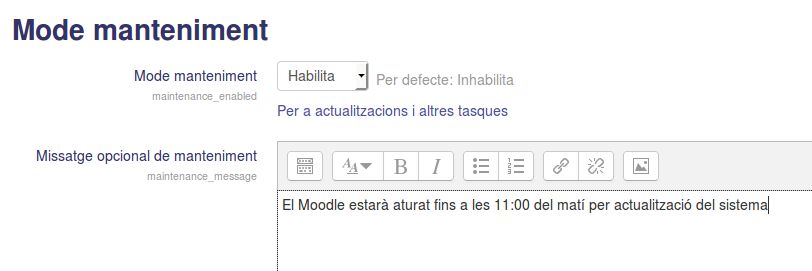 Mode manteniment
Mode manteniment
Habilita
Per defecte: Inhabilita
maintenance_enabled
Per a actualitzacions i altres tasques
Missatge opcional de manteniment
maintenance_message
El Moodle estarà aturat fins a les 11:00 del matí per actualització del sistema